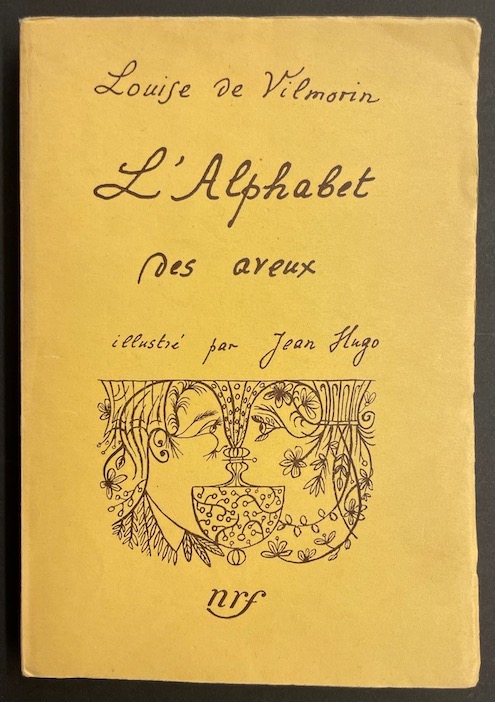 Louise de Vilmorin
L'Alphabet
des aveux
illustré par Jean Hugo
nrf